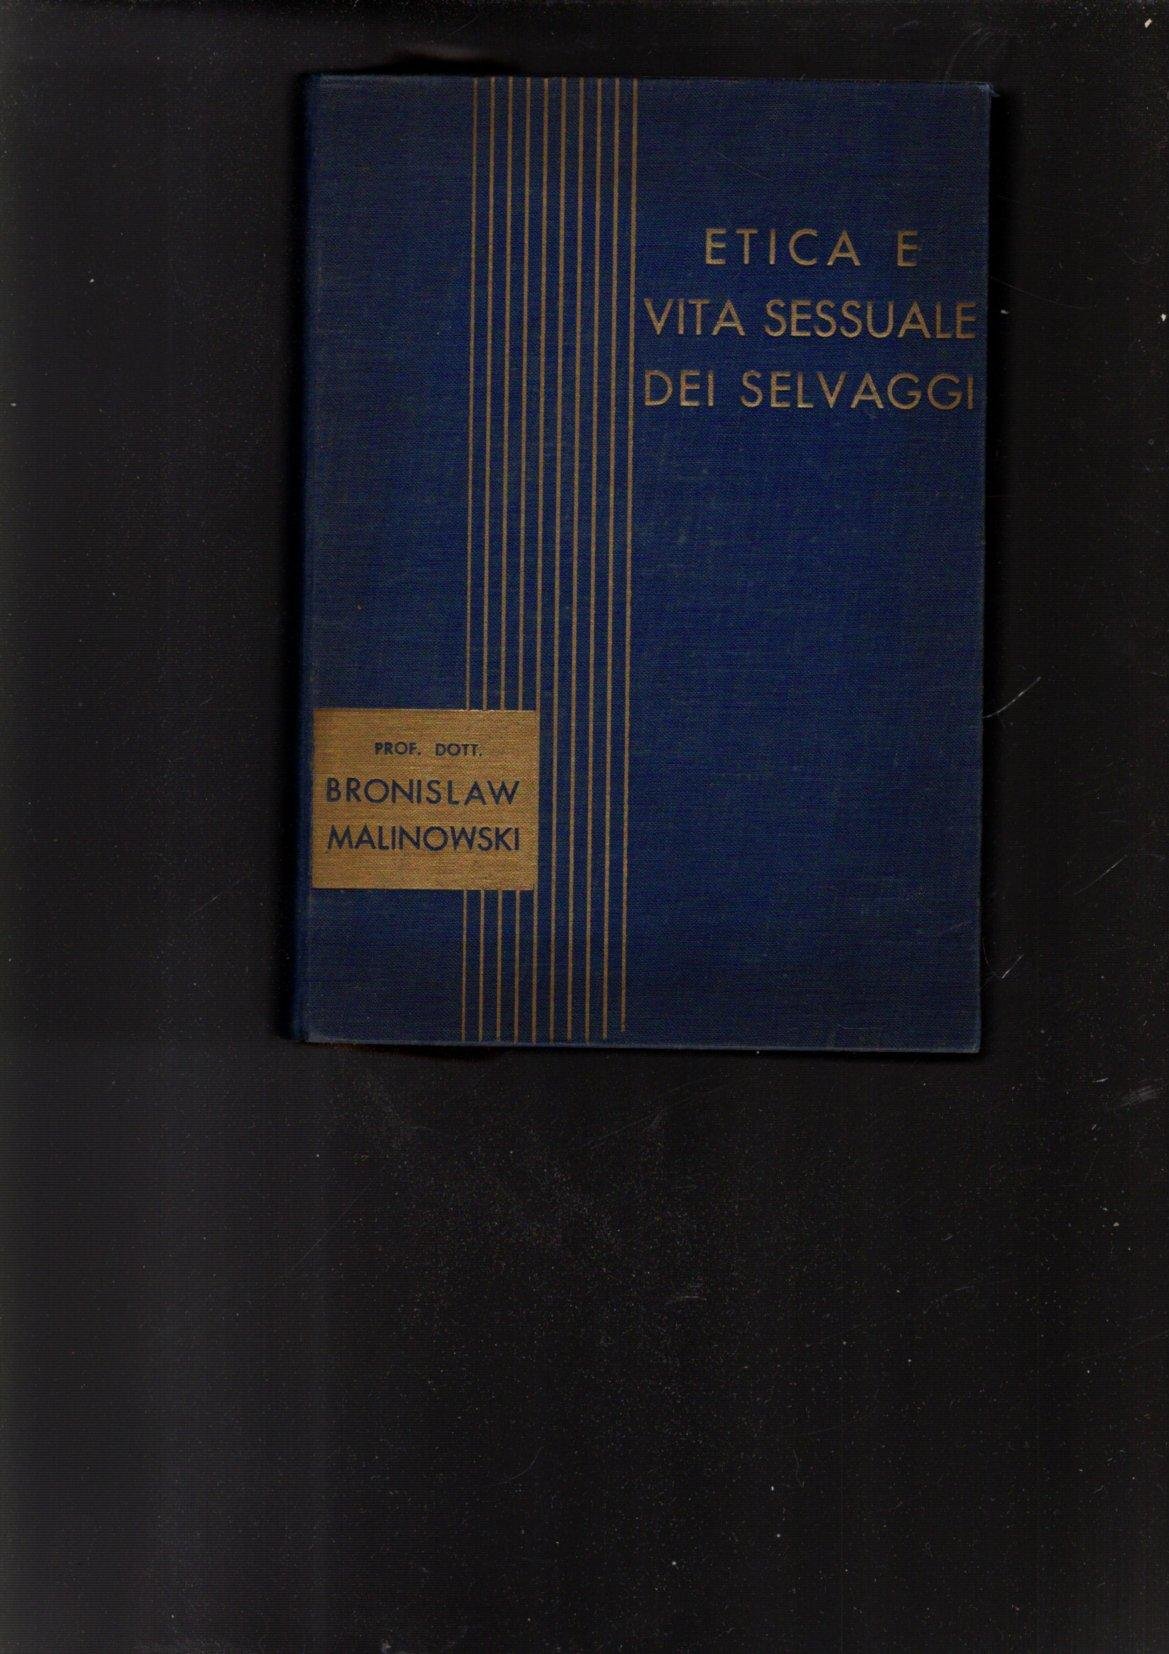 ETICA E
VITA SESSUALE
DEI SELVAGGI
PROF. DOTT.
BRONISLAW
MALINOWSKI